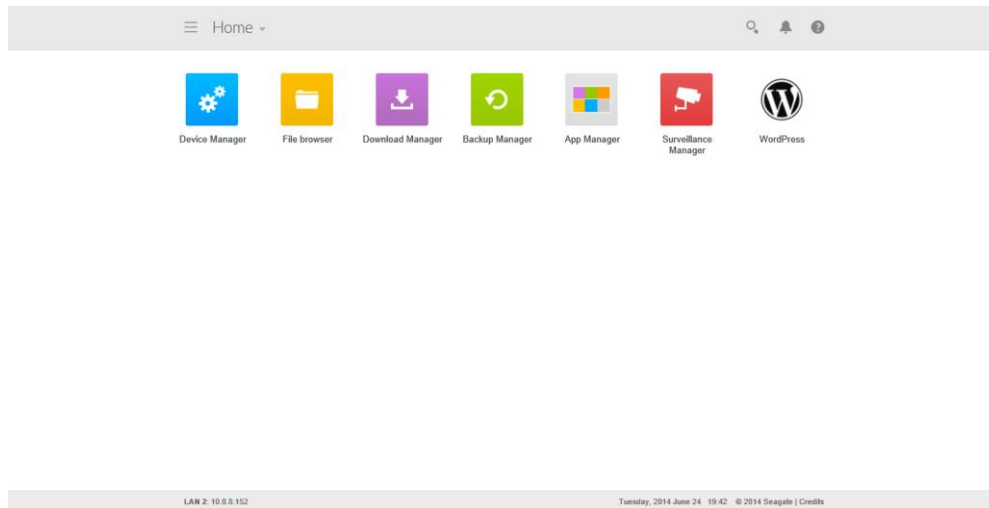 Home
Device Manager
File browser
Download Manager
Backup Manager
App Manager
Surveillance
Manager
WordPress
LAN 2: 10.8.8.152
Tuesday, 2014 June 24 19:42 © 2014 Seagate | Credits